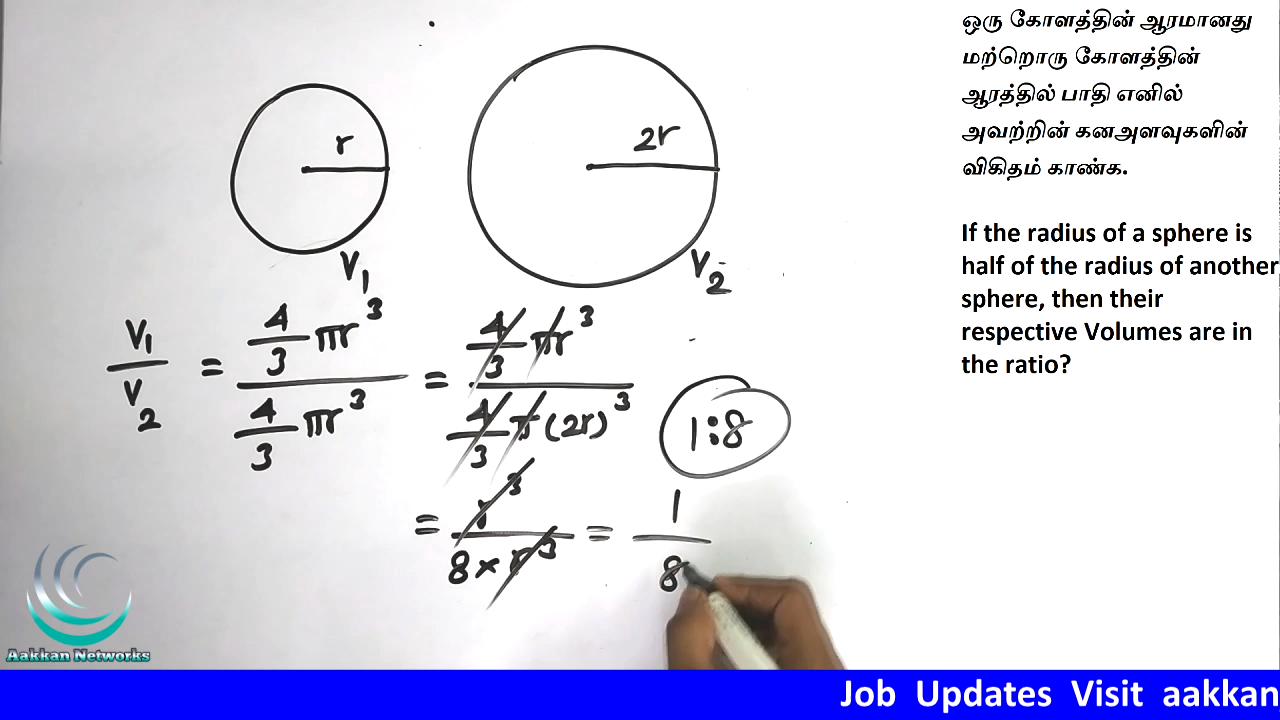 ஒரு கோளத்தின் ஆரமானது
மற்றொரு கோளத்தின்
ஆரத்தில் பாதி எனில்
அவற்றின் கனஅளவுகளின்
விகிதம் காண்க.
If the radius of a sphere is
half of the radius of another
sphere, then their
respective Volumes are in
the ratio?
r
2r
V₁
V₂
V₁/V₂ = (4/3 πr³)/(4/3 πr³) = (4/3 πr³)/(4/3 π(2r)³)
1:8
= r³/(8×r³) = 1/8
Aakkan Networks
Job Updates Visit aakkan